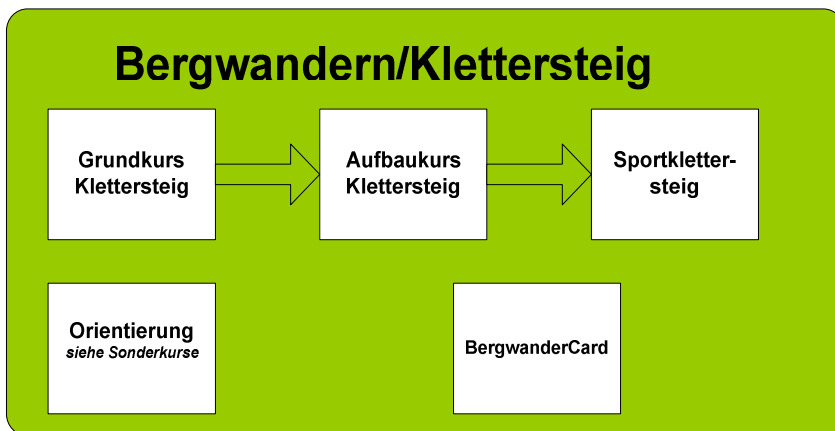 Bergwandern/Klettersteig
Grundkurs
Klettersteig
Aufbaukurs
Klettersteig
Sportkletter-
steig
Orientierung
siehe Sonderkurse
BergwanderCard